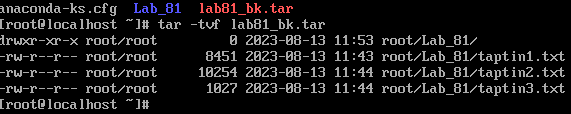 anaconda-ks.cfg  Lab_81  lab81_bk.tar
[root@localhost ~]# tar -tvf lab81_bk.tar
drwxr-xr-x root/root         0 2023-08-13 11:53 root/Lab_81/
-rw-r--r-- root/root      8451 2023-08-13 11:43 root/Lab_81/taptin1.txt
-rw-r--r-- root/root     10254 2023-08-13 11:44 root/Lab_81/taptin2.txt
-rw-r--r-- root/root      1027 2023-08-13 11:44 root/Lab_81/taptin3.txt
[root@localhost ~]#